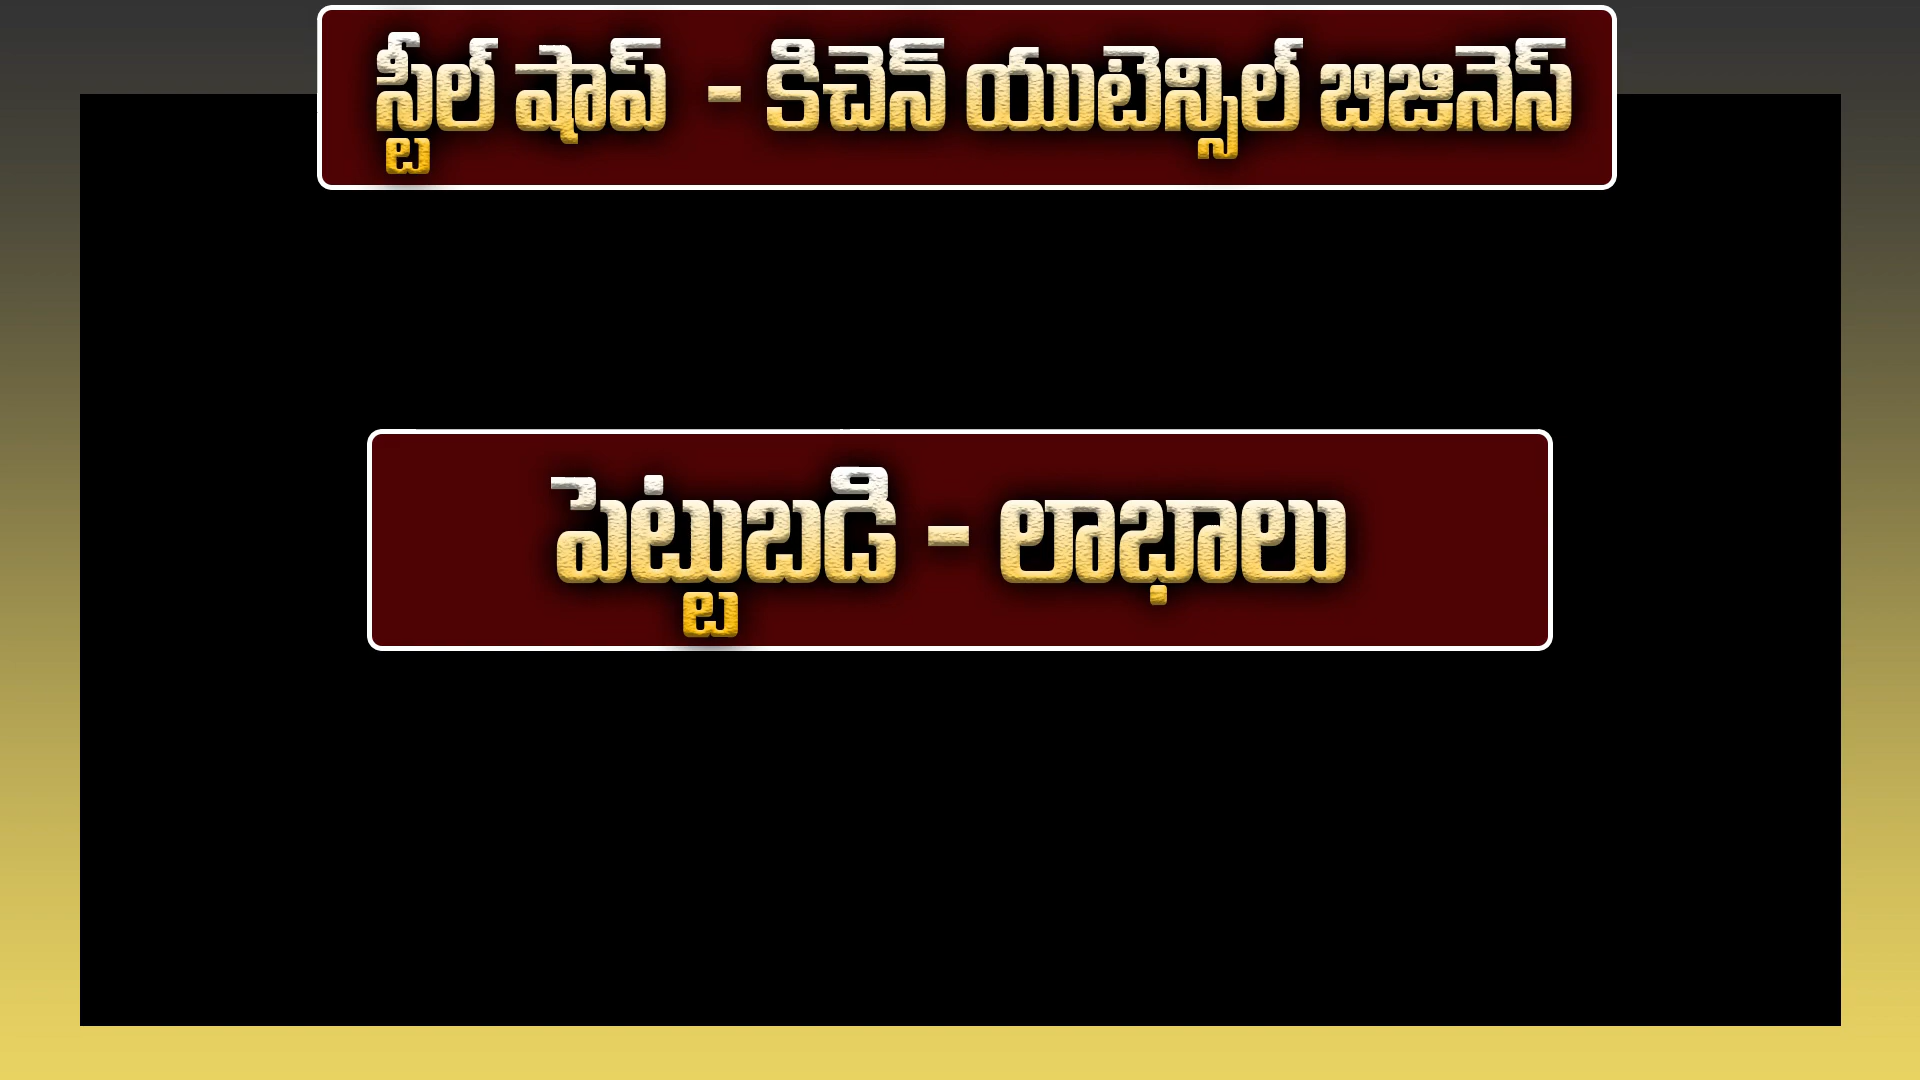 స్టీల్ షాప్ - కిచెన్ యుటెన్సిల్ బిజినెస్
పెట్టుబడి - లాభాలు